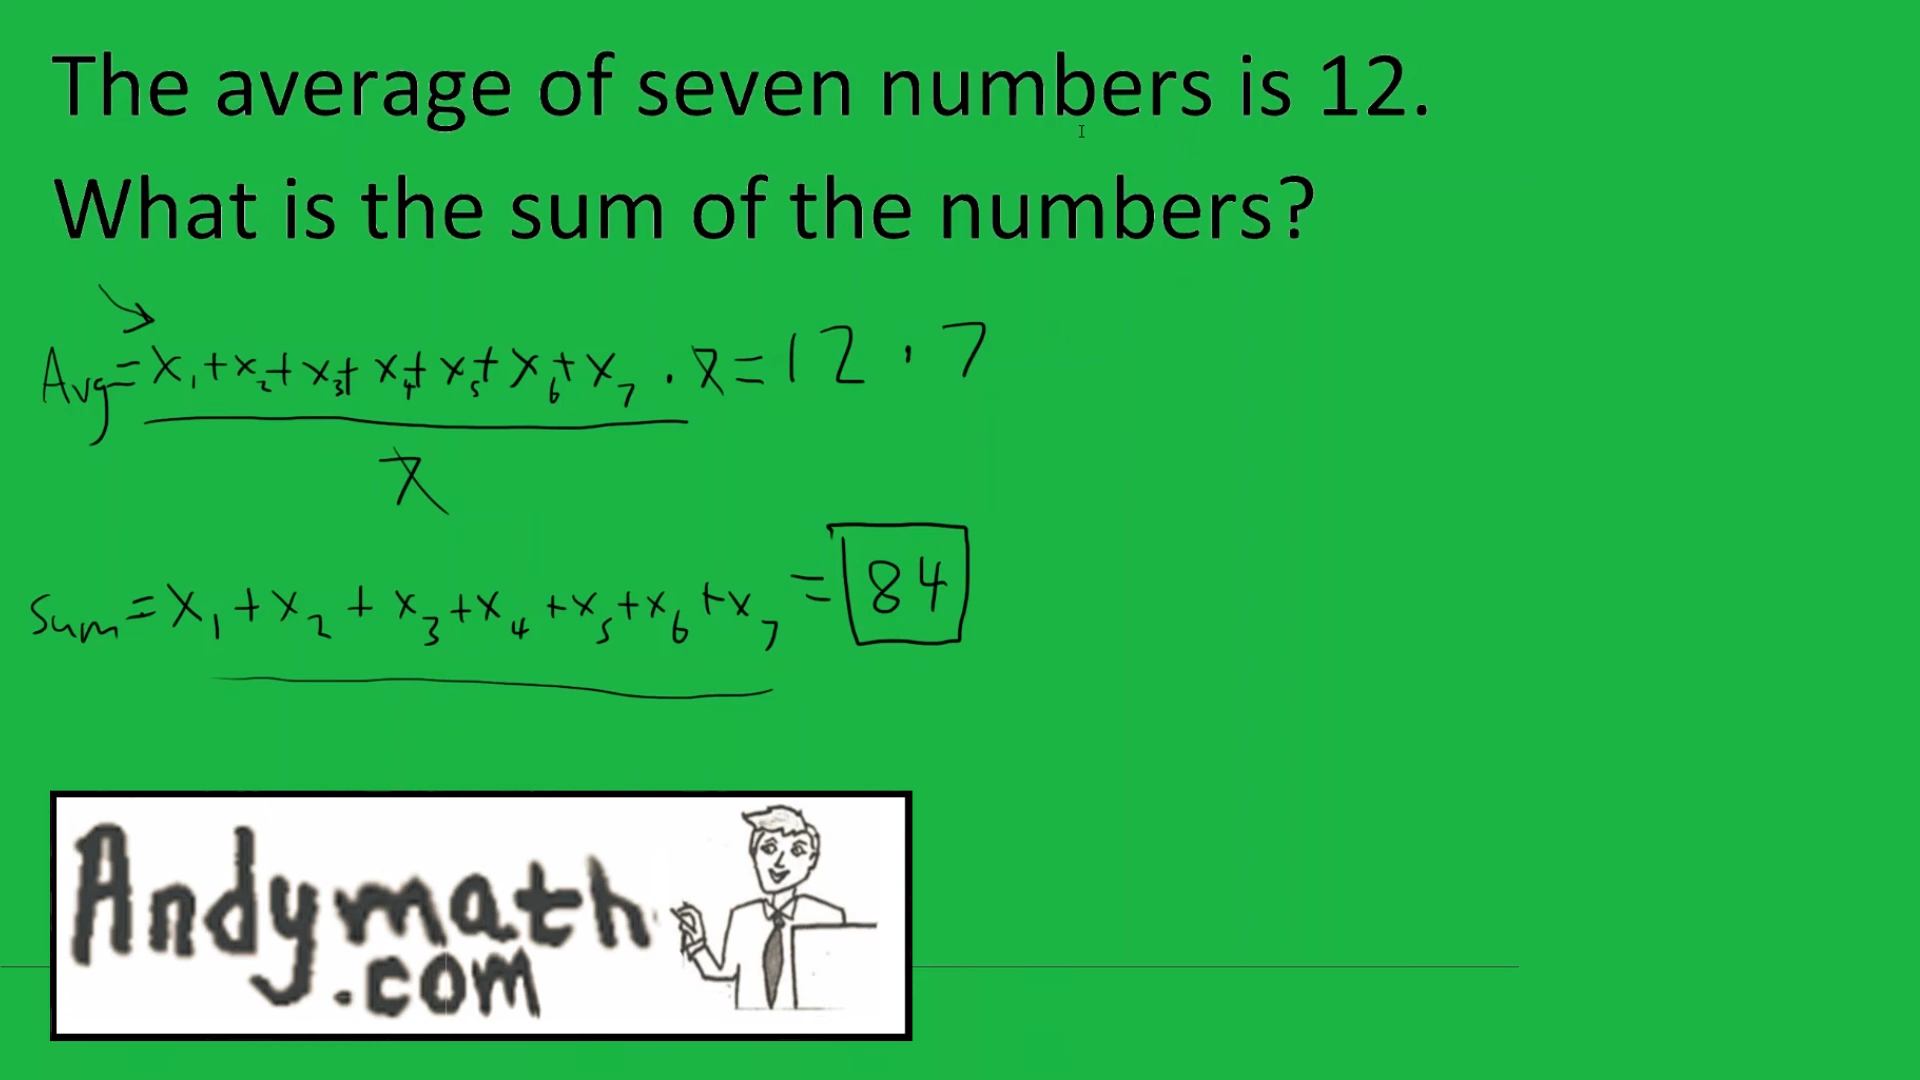 The average of seven numbers is 12.
What is the sum of the numbers?
Avg = x₁ + x₂ + x₃ + x₄ + x₅ + x₆ + x₇ · 7 = 12 · 7
7
Sum = x₁ + x₂ + x₃ + x₄ + x₅ + x₆ + x₇ = 84
Andymath
.com